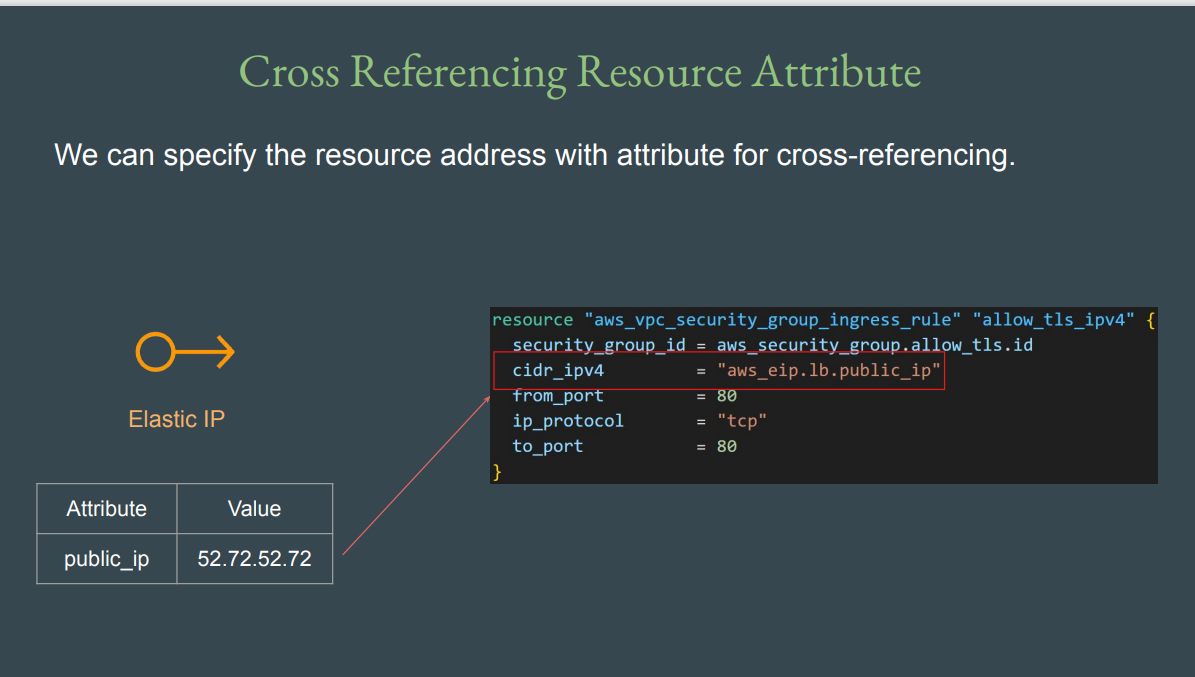 Cross Referencing Resource Attribute
We can specify the resource address with attribute for cross-referencing.
Elastic IP
Attribute Value
public_ip 52.72.52.72
resource "aws_vpc_security_group_ingress_rule" "allow_tls_ipv4" {
  security_group_id = aws_security_group.allow_tls.id
  cidr_ipv4         = "aws_eip.lb.public_ip"
  from_port         = 80
  ip_protocol       = "tcp"
  to_port           = 80
}